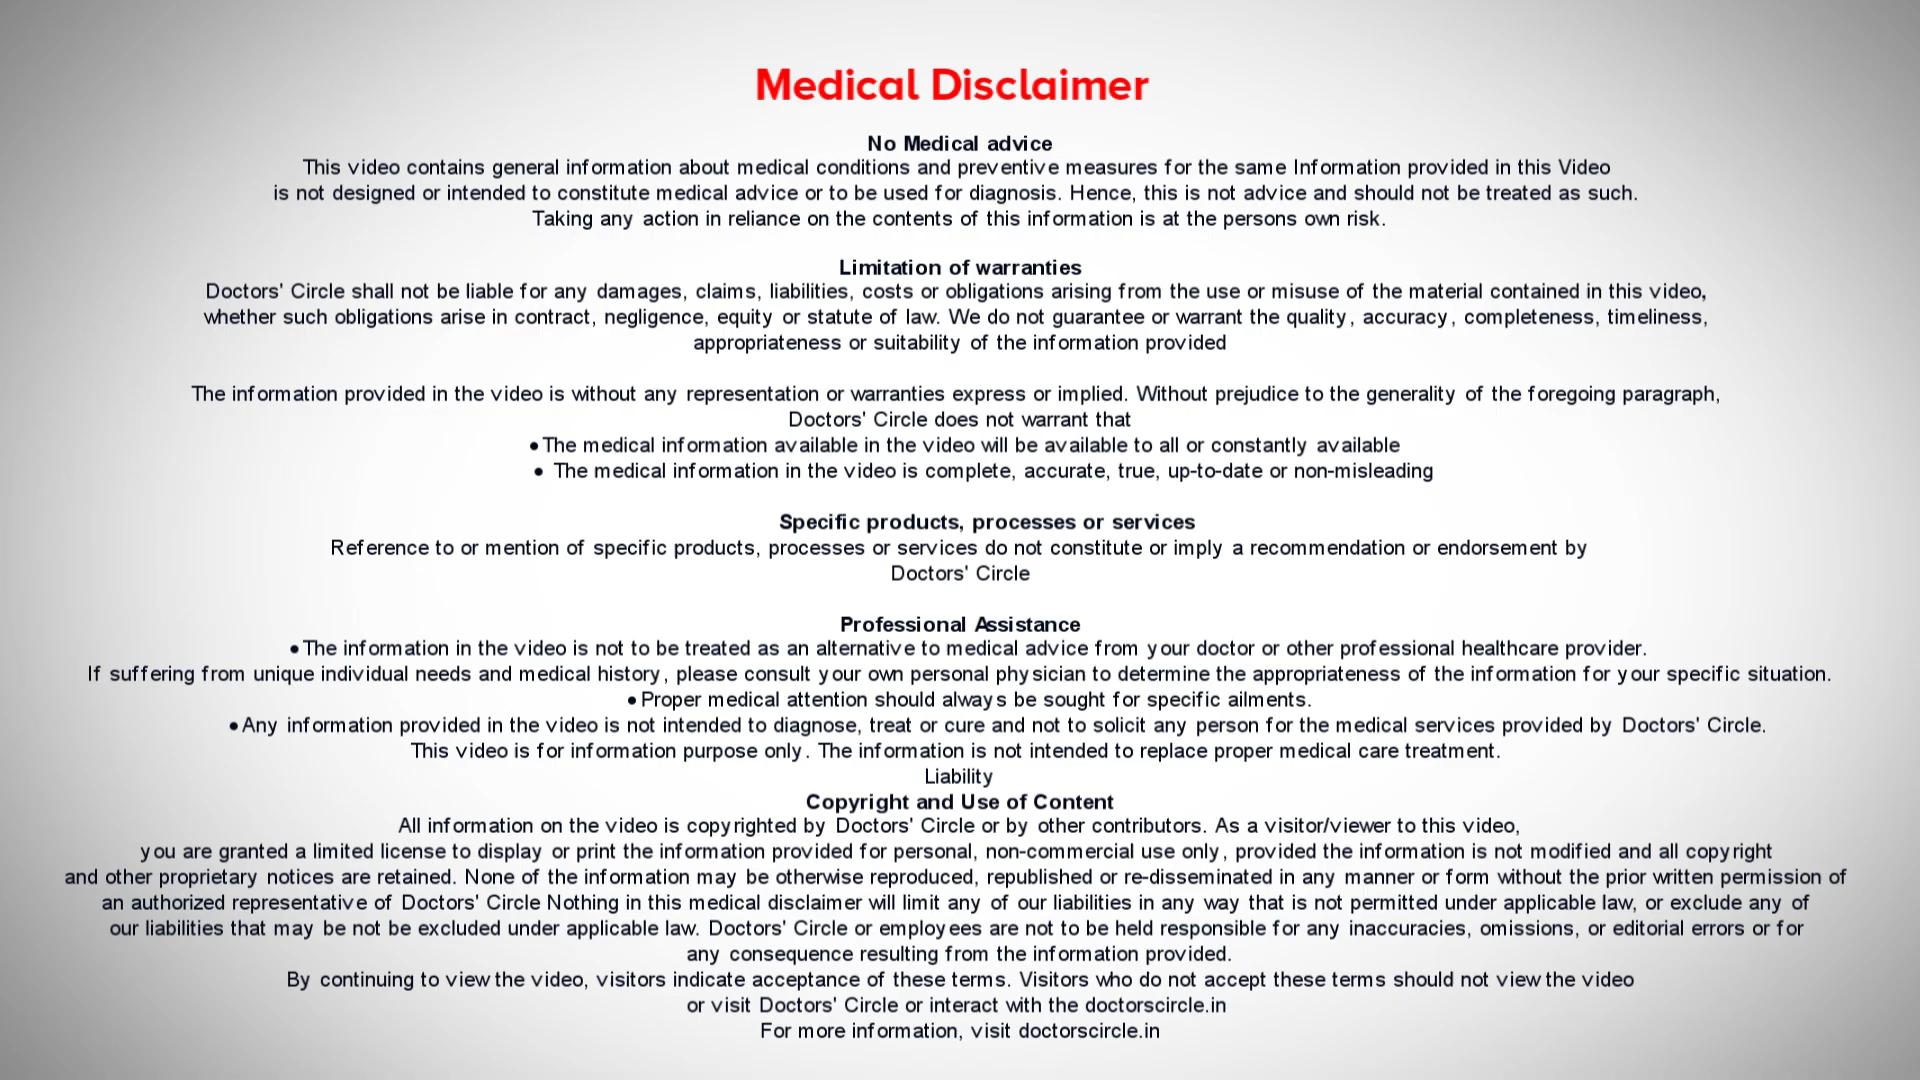 Medical Disclaimer
No Medical advice
This video contains general information about medical conditions and preventive measures for the same Information provided in this Video
is not designed or intended to constitute medical advice or to be used for diagnosis. Hence, this is not advice and should not be treated as such.
Taking any action in reliance on the contents of this information is at the persons own risk.
Limitation of warranties
Doctors' Circle shall not be liable for any damages, claims, liabilities, costs or obligations arising from the use or misuse of the material contained in this video,
whether such obligations arise in contract, negligence, equity or statute of law. We do not guarantee or warrant the quality, accuracy, completeness, timeliness,
appropriateness or suitability of the information provided
The information provided in the video is without any representation or warranties express or implied. Without prejudice to the generality of the foregoing paragraph,
Doctors' Circle does not warrant that
•The medical information available in the video will be available to all or constantly available
• The medical information in the video is complete, accurate, true, up-to-date or non-misleading
Specific products, processes or services
Reference to or mention of specific products, processes or services do not constitute or imply a recommendation or endorsement by
Doctors' Circle
Professional Assistance
•The information in the video is not to be treated as an alternative to medical advice from your doctor or other professional healthcare provider.
If suffering from unique individual needs and medical history, please consult your own personal physician to determine the appropriateness of the information for your specific situation.
•Proper medical attention should always be sought for specific ailments.
•Any information provided in the video is not intended to diagnose, treat or cure and not to solicit any person for the medical services provided by Doctors' Circle.
This video is for information purpose only. The information is not intended to replace proper medical care treatment.
Liability
Copyright and Use of Content
All information on the video is copyrighted by Doctors' Circle or by other contributors. As a visitor/viewer to this video,
you are granted a limited license to display or print the information provided for personal, non-commercial use only, provided the information is not modified and all copyright
and other proprietary notices are retained. None of the information may be otherwise reproduced, republished or re-disseminated in any manner or form without the prior written permission of
an authorized representative of Doctors' Circle Nothing in this medical disclaimer will limit any of our liabilities in any way that is not permitted under applicable law, or exclude any of
our liabilities that may be not be excluded under applicable law. Doctors' Circle or employees are not to be held responsible for any inaccuracies, omissions, or editorial errors or for
any consequence resulting from the information provided.
By continuing to view the video, visitors indicate acceptance of these terms. Visitors who do not accept these terms should not view the video
or visit Doctors' Circle or interact with the doctorscircle.in
For more information, visit doctorscircle.in